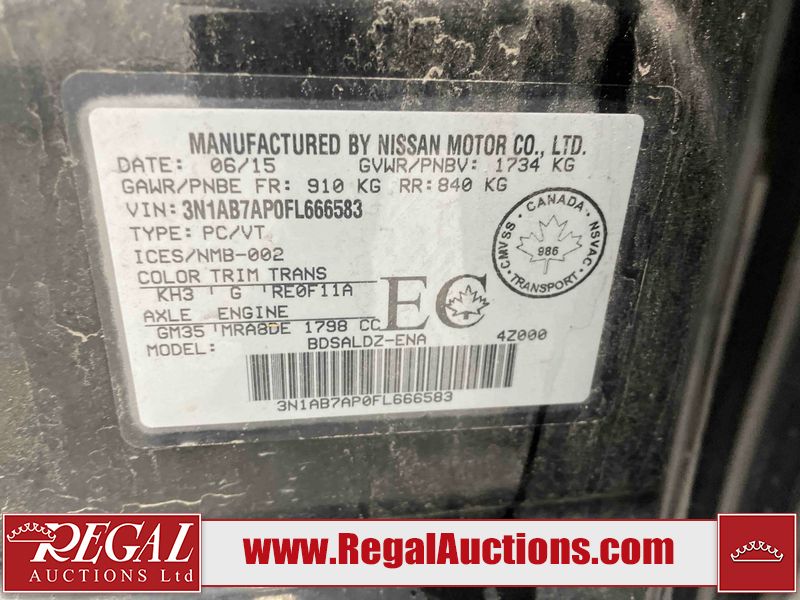 MANUFACTURED BY NISSAN MOTOR CO., LTD.
DATE: 06/15 GVWR/PNBV: 1734 KG
GAWR/PNBE FR: 910 KG RR: 840 KG
VIN: 3N1AB7AP0FL666583
TYPE: PC/VT
ICES/NMB-002
COLOR TRIM TRANS
KH3 G RE0F11A
AXLE ENGINE
GM35 MRA8DE 1798 CC
MODEL: BDSALDZ-ENA 4Z000
3N1AB7AP0FL666583
EC
CMVSS · CANADA · NSVAC
986
TRANSPORT
REGAL
AUCTIONS Ltd
www.RegalAuctions.com